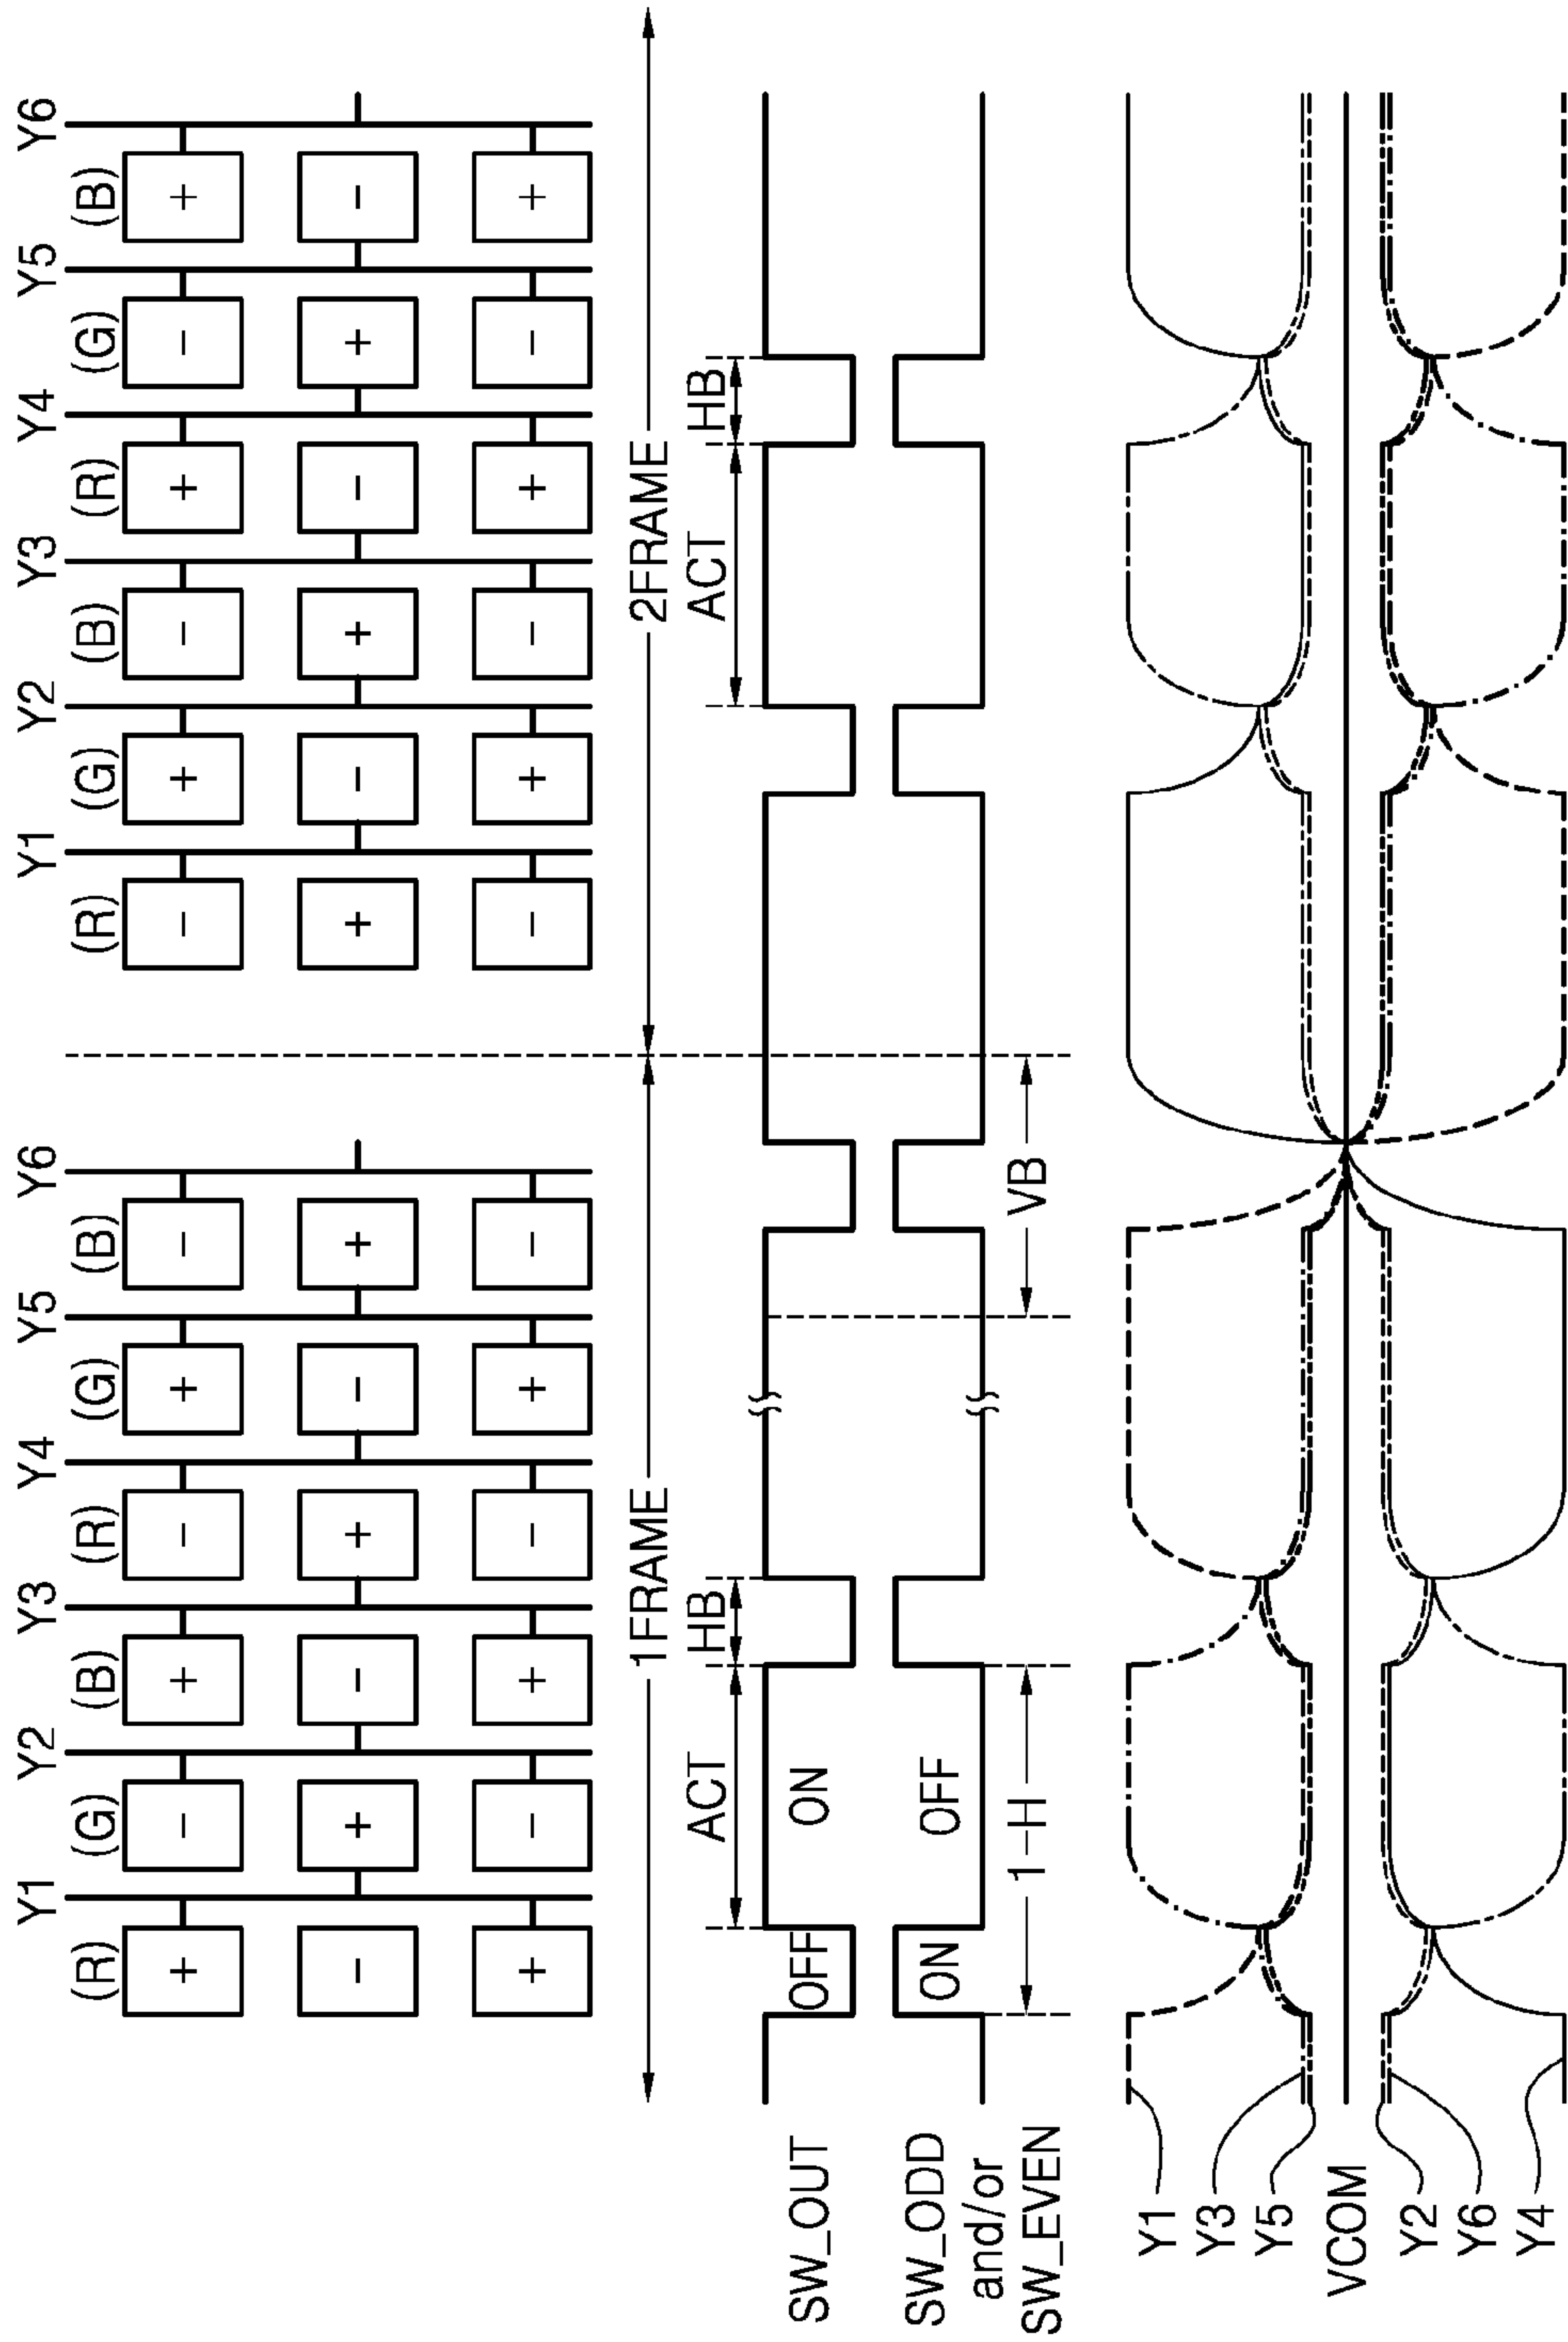 Y1 Y2 Y3 Y4 Y5 Y6 Y1 Y2 Y3 Y4 Y5 Y6
(R) (G) (B) (R) (G) (B) (R) (G) (B) (R) (G) (B)
+ − + − + − − + − + − +
− + − + − + + − + − + −
+ − + − + − − + − + − +
1FRAME 2FRAME
ACT HB ACT HB
SW_OUT OFF ON
SW_ODD ON OFF
and/or
SW_EVEN
1-H VB
Y1
Y3
Y5
VCOM
Y2
Y6
Y4